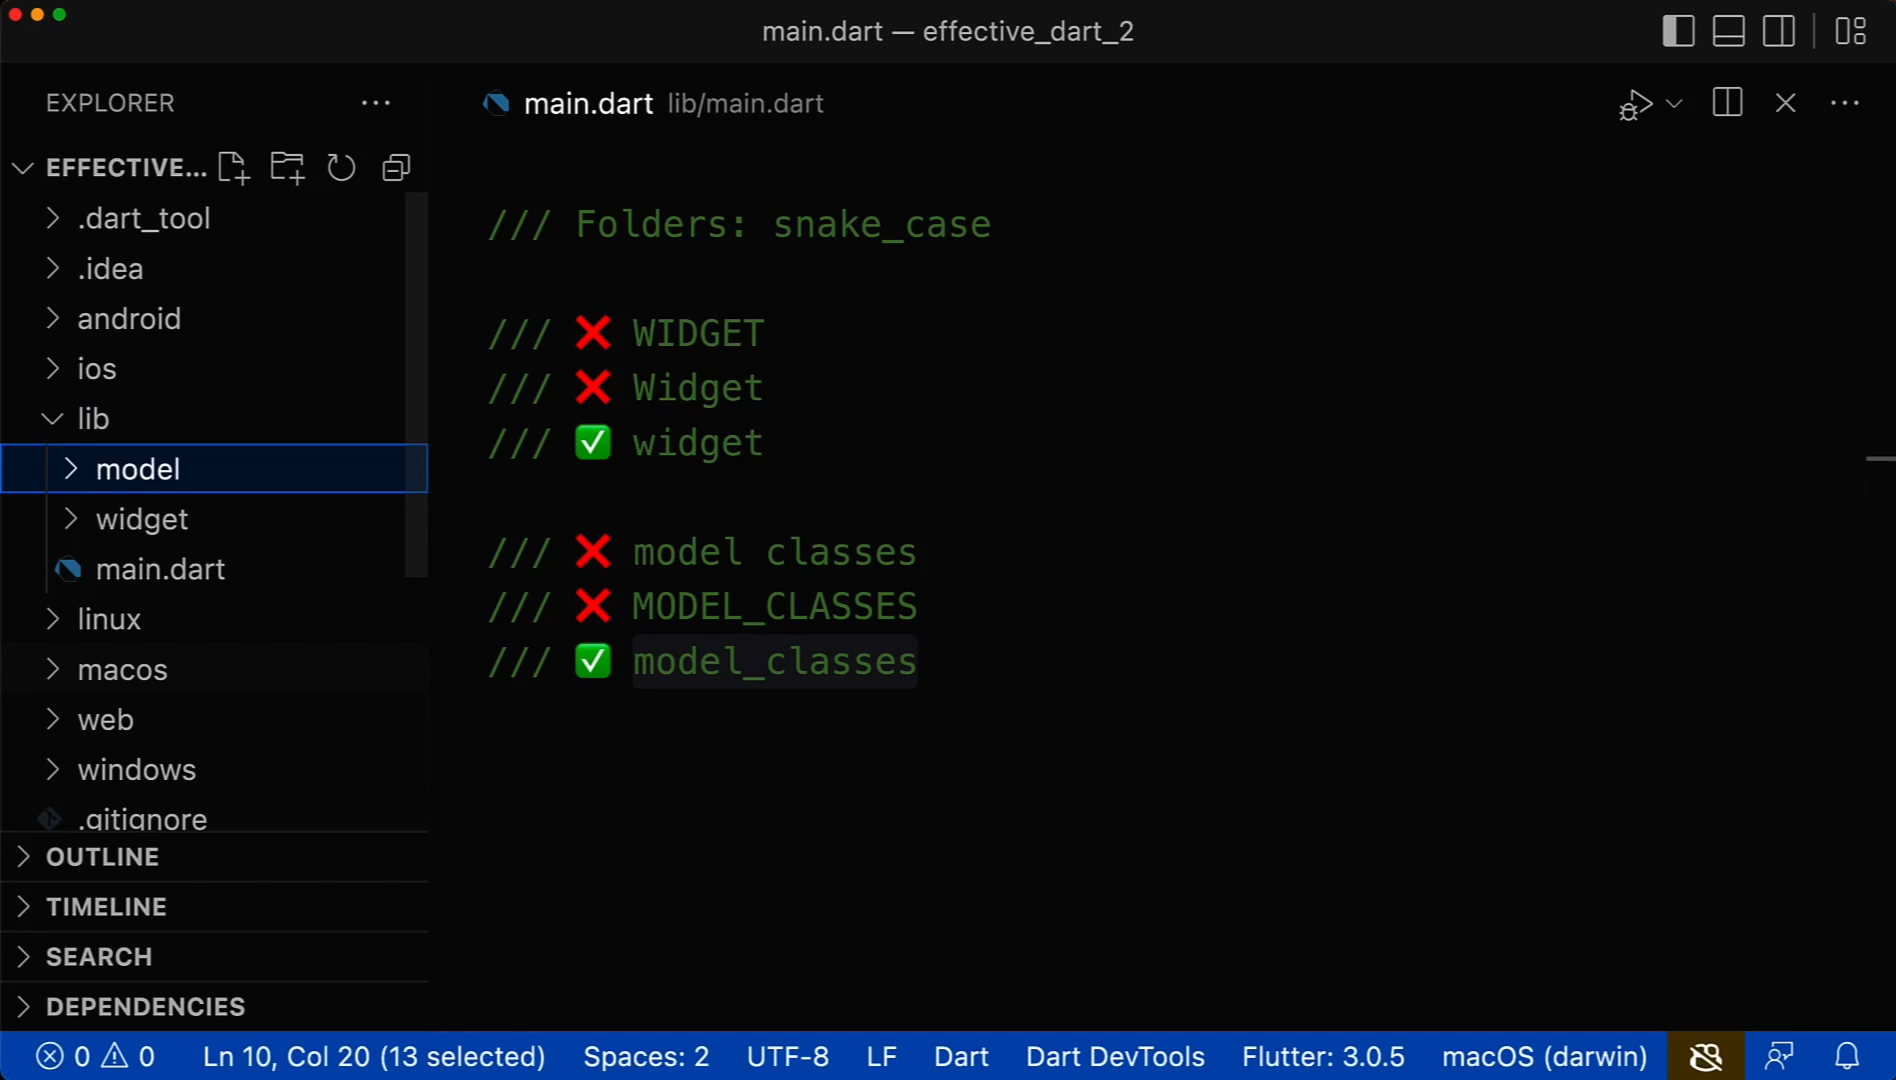 main.dart — effective_dart_2
EXPLORER
main.dart lib/main.dart
EFFECTIVE...
.dart_tool
.idea
android
ios
lib
model
widget
main.dart
linux
macos
web
windows
.gitignore
OUTLINE
TIMELINE
SEARCH
DEPENDENCIES
/// Folders: snake_case
/// ❌ WIDGET
/// ❌ Widget
/// ✅ widget
/// ❌ model classes
/// ❌ MODEL_CLASSES
/// ✅ model_classes
0 0 Ln 10, Col 20 (13 selected) Spaces: 2 UTF-8 LF Dart Dart DevTools Flutter: 3.0.5 macOS (darwin)